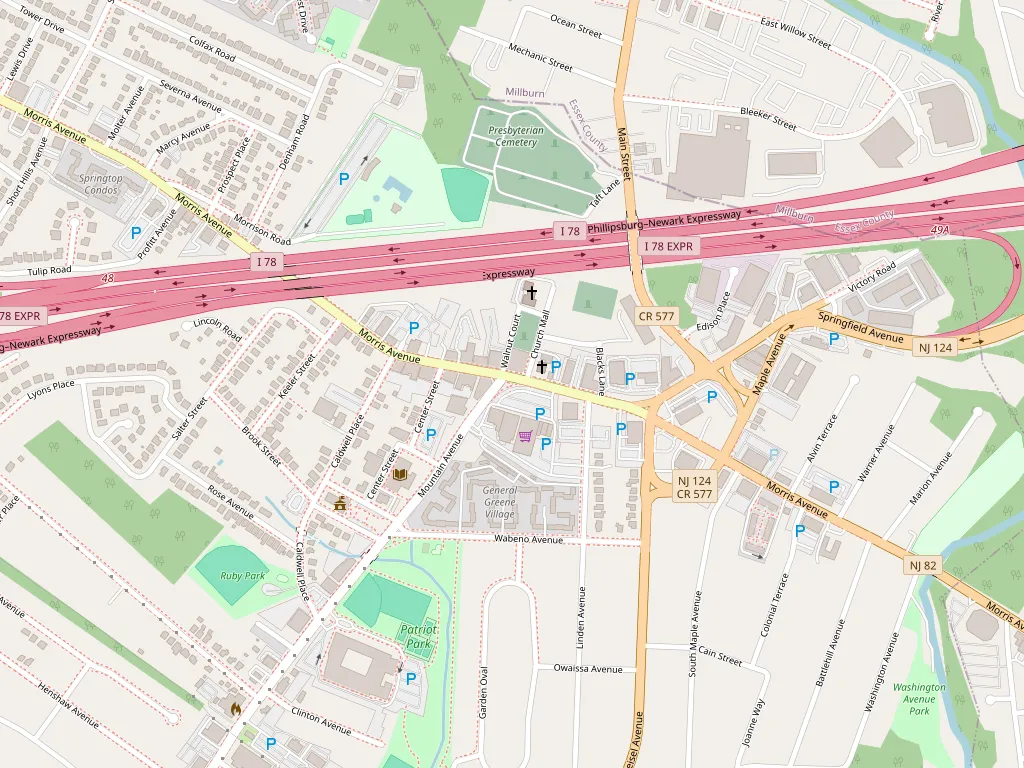 Tower Drive
Colfax Road
Ocean Street
East Willow Street
River
Lewis Drive
Mechanic Street
Severna Avenue
Millburn
Essex County
Bleeker Street
Morris Avenue
Molter Avenue
Marcy Avenue
Denham Road
Presbyterian
Cemetery
Main Street
Short Hills Avenue
Springtop
Condos
Prospect Place
P
Taft Lane
Morris Avenue
Profitt Avenue
P
Morrison Road
I 78
Phillipsburg–Newark Expressway
Millburn
Essex County
49A
I 78 EXPR
I 78
Tulip Road
48
Expressway
Victory Road
78 EXPR
g–Newark Expressway
Lincoln Road
P
Morris Avenue
Walnut Court
Church Mall
CR 577
Edison Place
Springfield Avenue
NJ 124
P
Keeler Street
P
Blacks Lane
P
Maple Avenue
Lyons Place
Salter Street
Center Street
P
P
P
Brook Street
Caldwell Place
P
P
Alvin Terrace
Warner Avenue
Marion Avenue
Center Street
Mountain Avenue
General
Greene
Village
NJ 124
CR 577
P
P
Morris Avenue
Rose Avenue
Place
P
Wabeno Avenue
Caldwell Place
Ruby Park
NJ 82
Avenue
Morris Av
Patriot
Park
Linden Avenue
South Maple Avenue
Colonial Terrace
Battlehill Avenue
Washington Avenue
Cain Street
Owaissa Avenue
P
Garden Oval
Henshaw Avenue
Clinton Avenue
P
Joanne Way
Washington
Avenue
Park
eisel Avenue